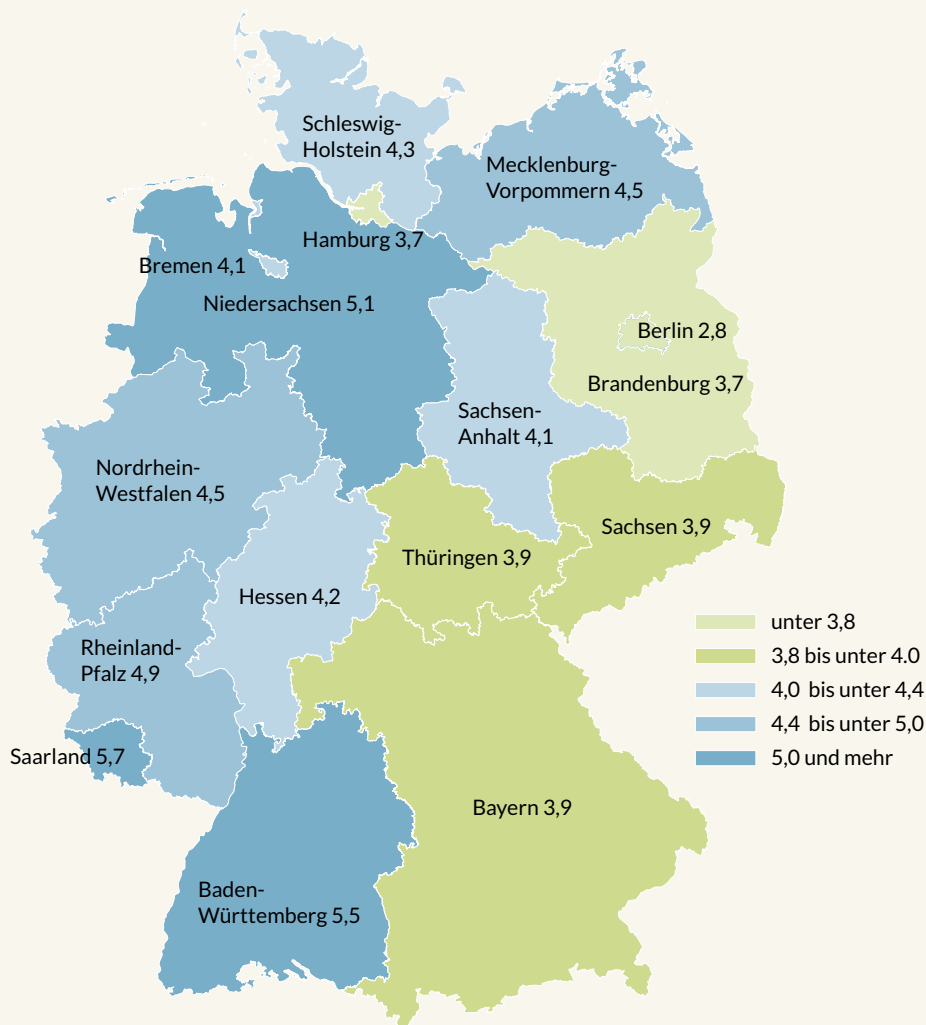 Schleswig-
Holstein 4,3
Mecklenburg-
Vorpommern 4,5
Hamburg 3,7
Bremen 4,1
Niedersachsen 5,1
Berlin 2,8
Brandenburg 3,7
Sachsen-
Anhalt 4,1
Nordrhein-
Westfalen 4,5
Sachsen 3,9
Thüringen 3,9
Hessen 4,2
Rheinland-
Pfalz 4,9
Saarland 5,7
Bayern 3,9
Baden-
Württemberg 5,5
unter 3,8
3,8 bis unter 4.0
4,0 bis unter 4,4
4,4 bis unter 5,0
5,0 und mehr